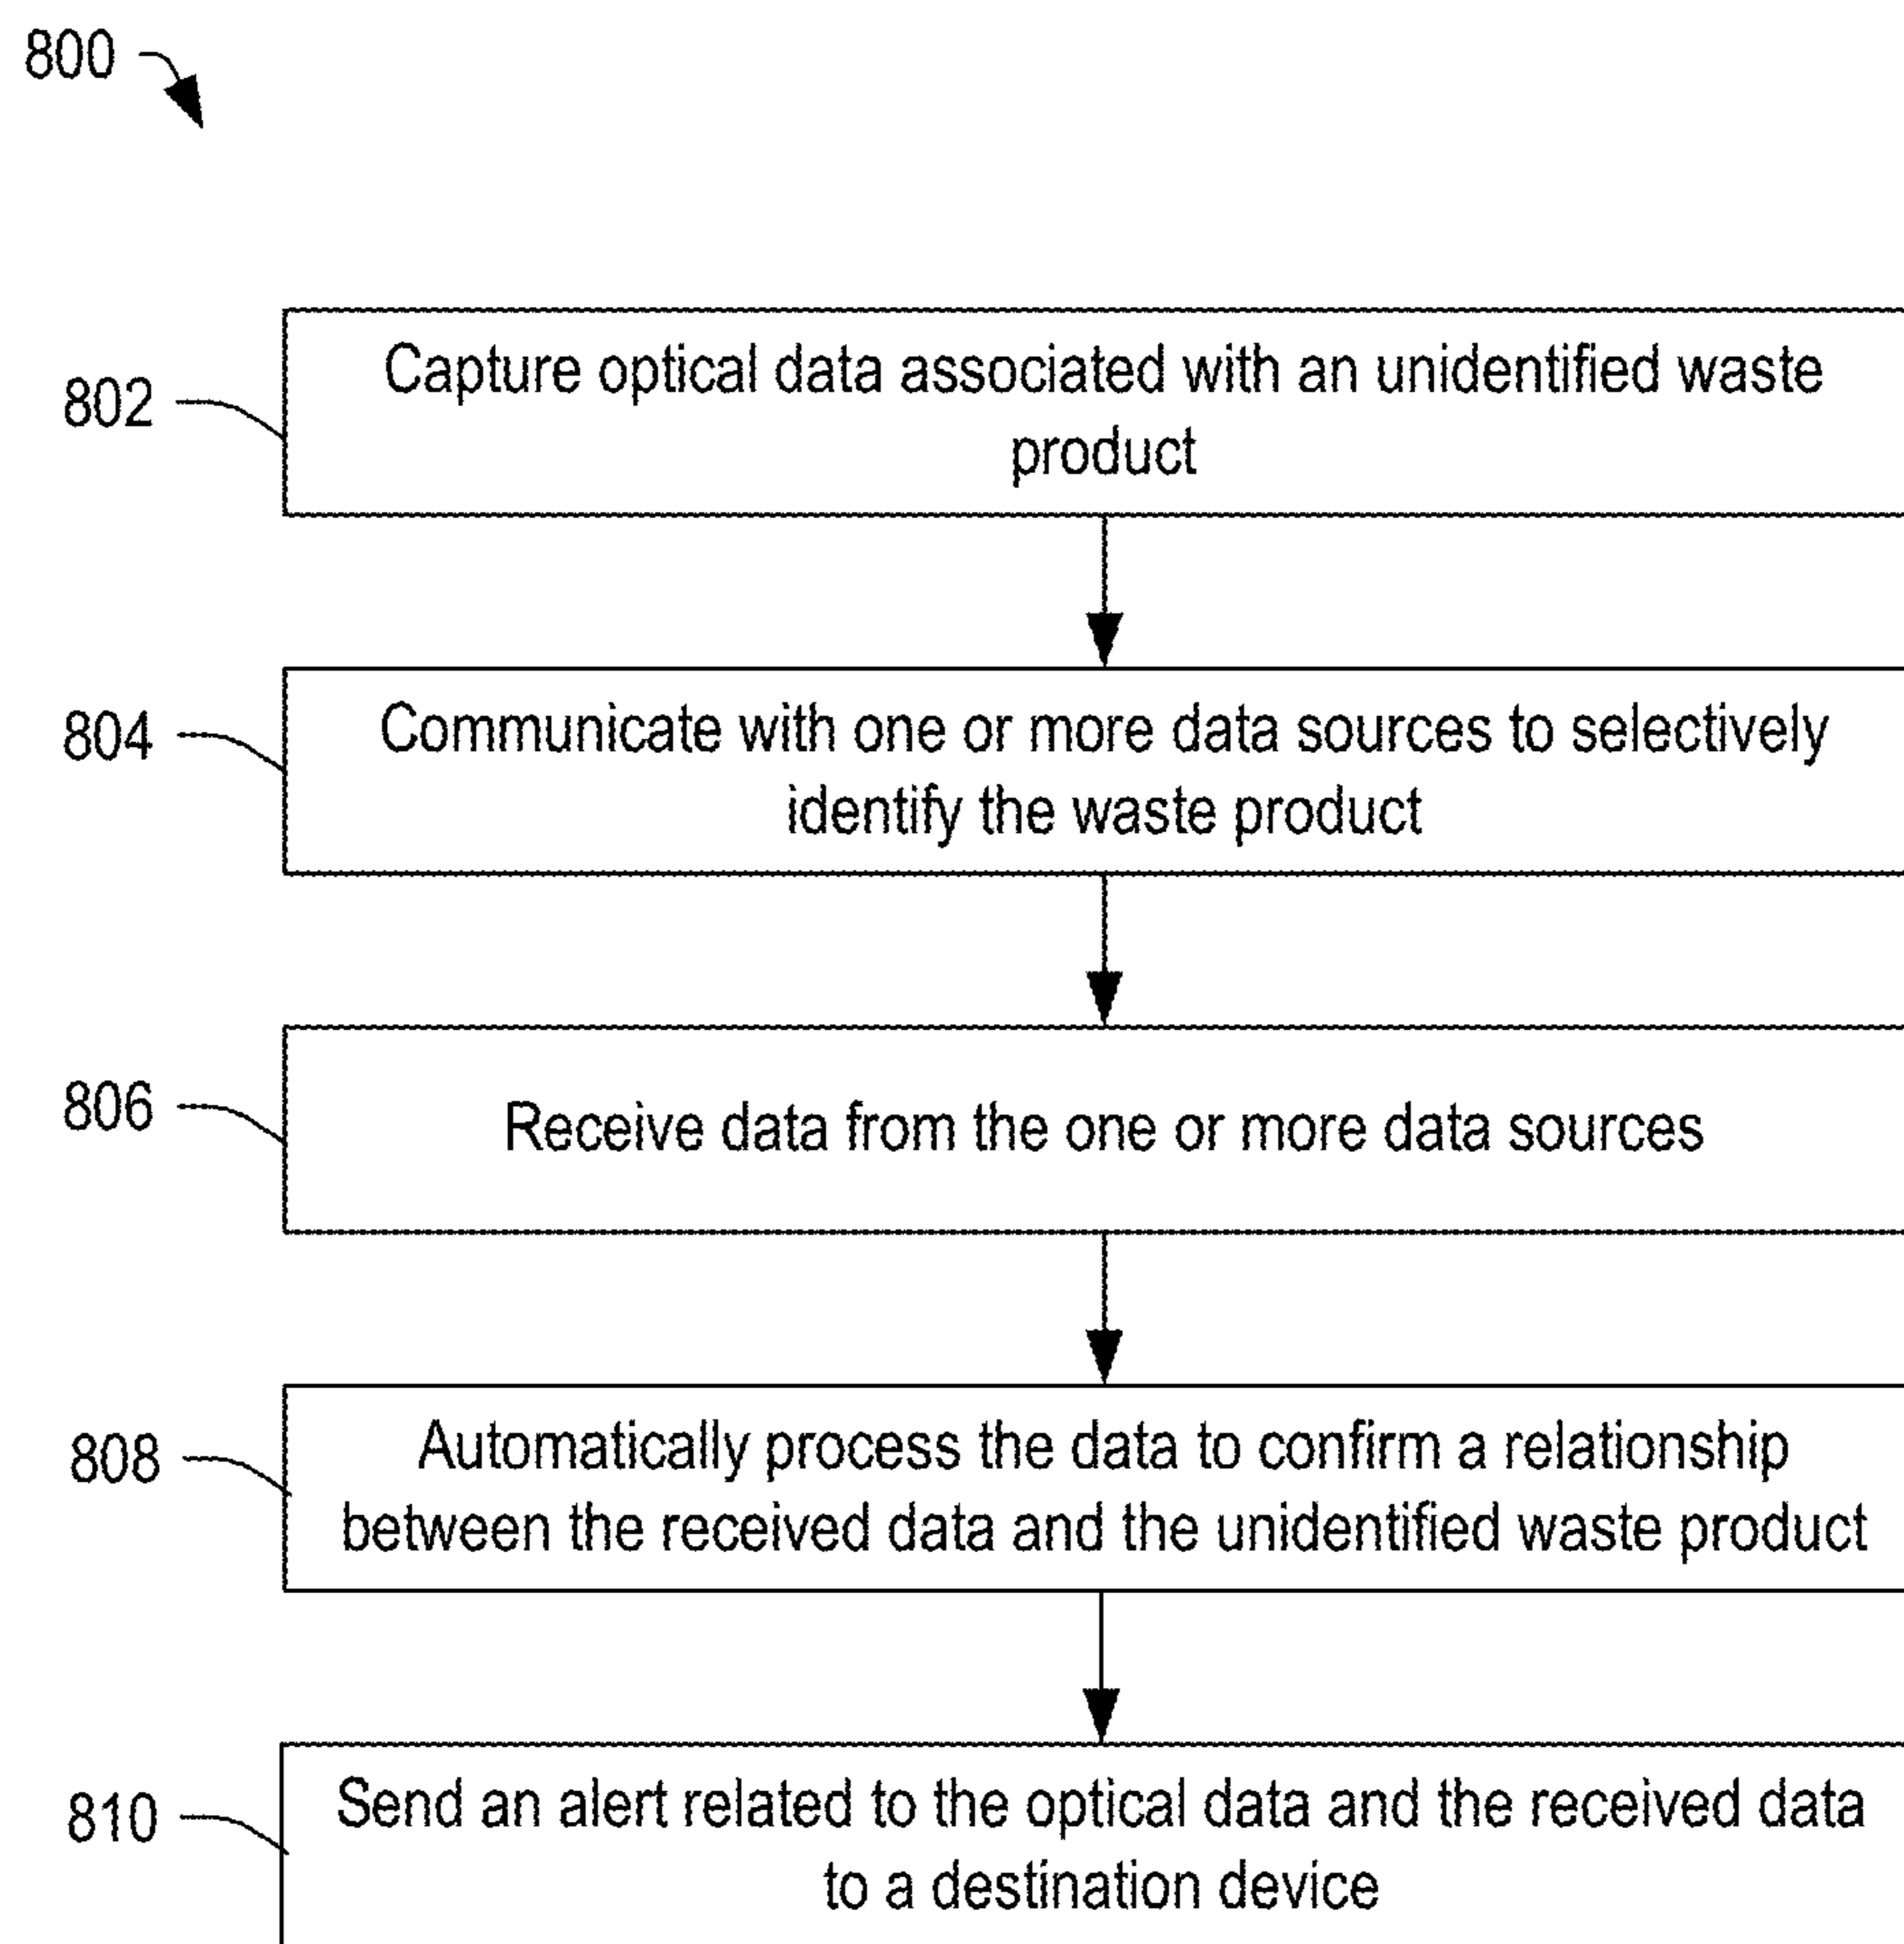 800
802
Capture optical data associated with an unidentified waste
product
804
Communicate with one or more data sources to selectively
identify the waste product
806
Receive data from the one or more data sources
808
Automatically process the data to confirm a relationship
between the received data and the unidentified waste product
810
Send an alert related to the optical data and the received data
to a destination device